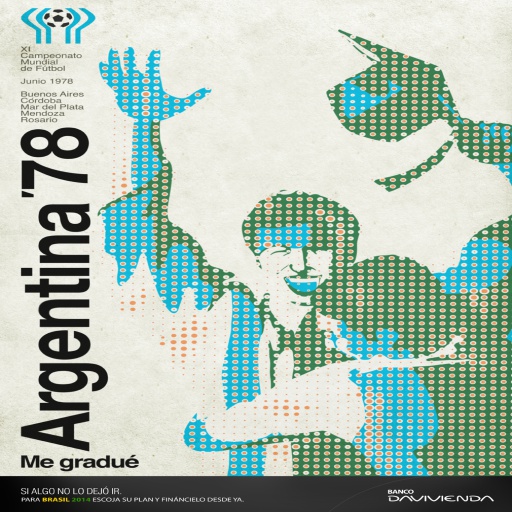 XI
Campeonato
Mundial
de Fútbol
Junio 1978
Buenos Aires
Córdoba
Mar del Plata
Mendoza
Rosario
Argentina'78
Me gradué
SI ALGO NO LO DEJÓ IR.
PARA BRASIL 2014 ESCOJA SU PLAN Y FINÁNCIELO DESDE YA.
BANCO
DAVIVIENDA